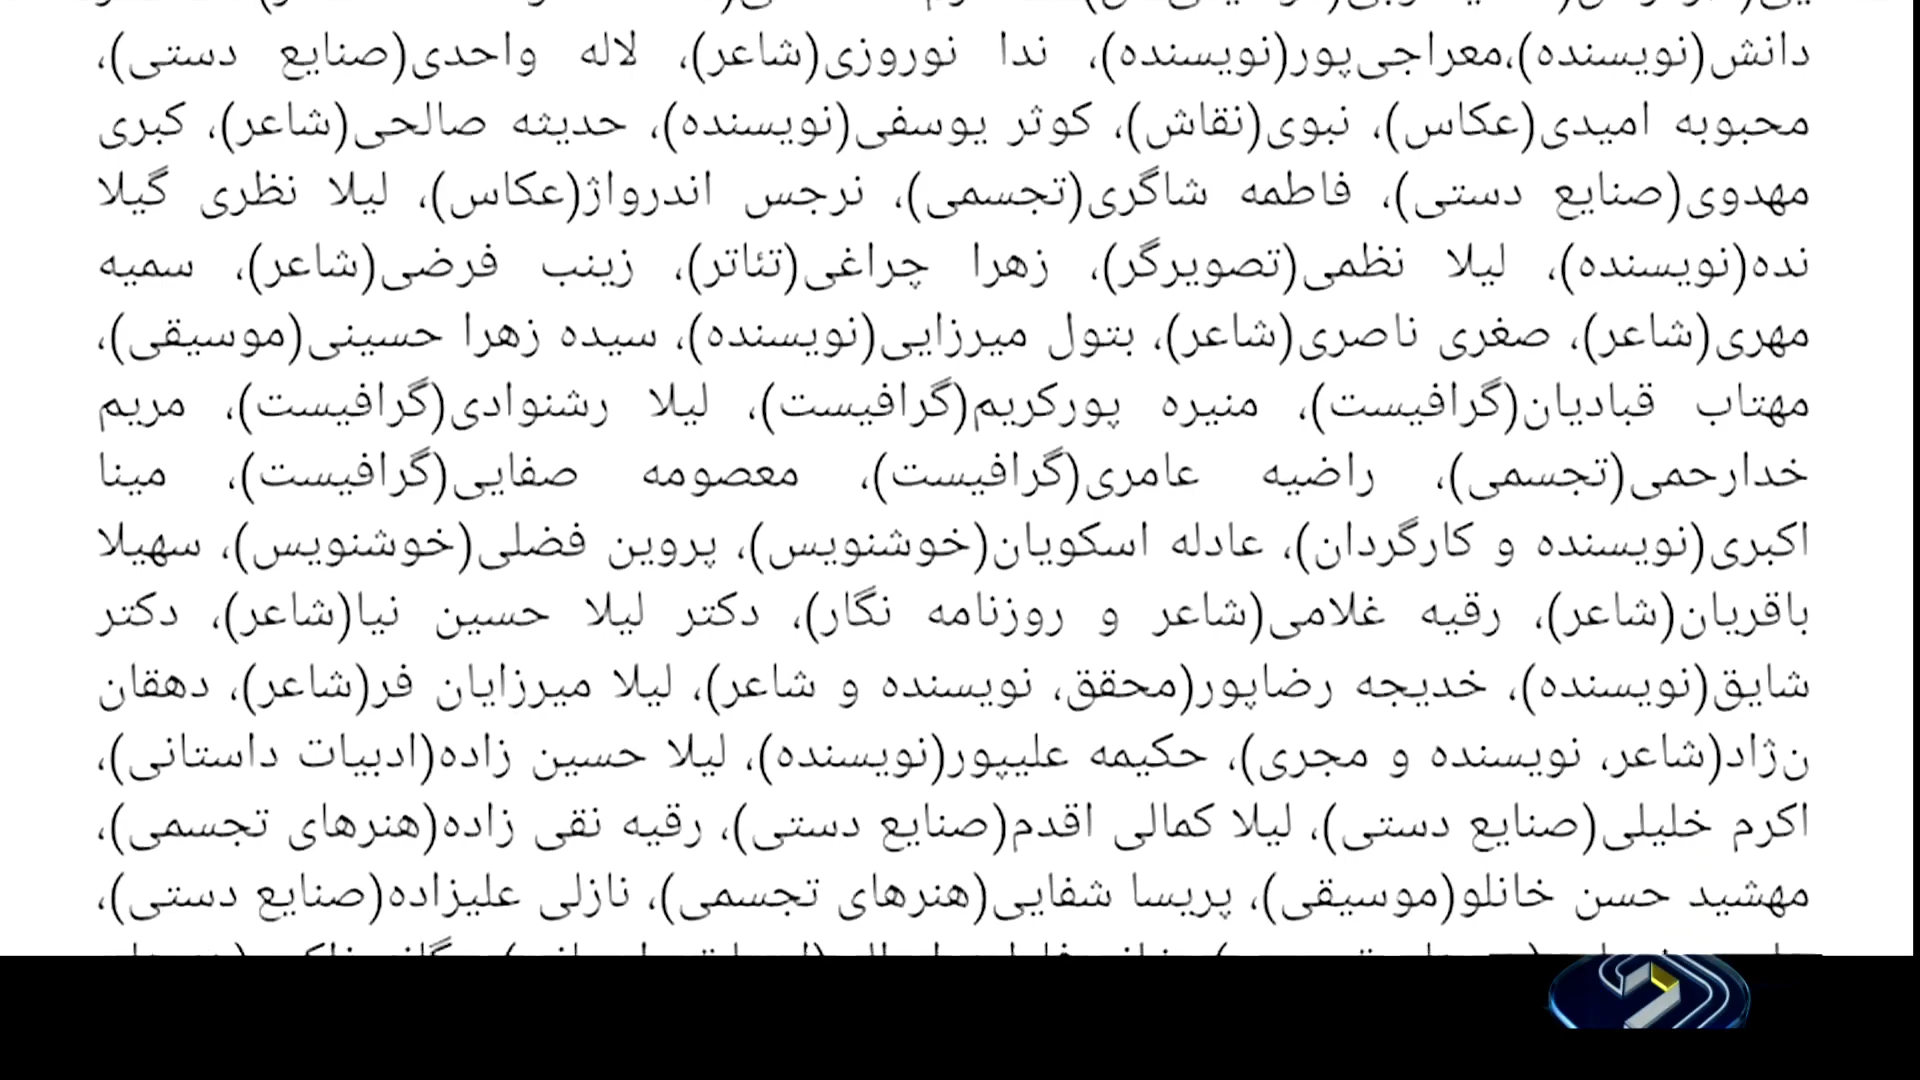 دانش(نویسنده)،معراجی‌پور(نویسنده)، ندا نوروزی(شاعر)، لاله واحدی(صنایع دستی)،
محبوبه امیدی(عکاس)، نبوی(نقاش)، کوثر یوسفی(نویسنده)، حدیثه صالحی(شاعر)، کبری
مهدوی(صنایع دستی)، فاطمه شاگری(تجسمی)، نرجس اندرواژ(عکاس)، لیلا نظری گیلا
نده(نویسنده)، لیلا نظمی(تصویرگر)، زهرا چراغی(تئاتر)، زینب فرضی(شاعر)، سمیه
مهری(شاعر)، صغری ناصری(شاعر)، بتول میرزایی(نویسنده)، سیده زهرا حسینی(موسیقی)،
مهتاب قبادیان(گرافیست)، منیره پورکریم(گرافیست)، لیلا رشنوادی(گرافیست)، مریم
خدارحمی(تجسمی)، راضیه عامری(گرافیست)، معصومه صفایی(گرافیست)، مینا
اکبری(نویسنده و کارگردان)، عادله اسکویان(خوشنویس)، پروین فضلی(خوشنویس)، سهیلا
باقریان(شاعر)، رقیه غلامی(شاعر و روزنامه نگار)، دکتر لیلا حسین نیا(شاعر)، دکتر
شایق(نویسنده)، خدیجه رضاپور(محقق، نویسنده و شاعر)، لیلا میرزایان فر(شاعر)، دهقان
ن‌ژاد(شاعر، نویسنده و مجری)، حکیمه علیپور(نویسنده)، لیلا حسین زاده(ادبیات داستانی)،
اکرم خلیلی(صنایع دستی)، لیلا کمالی اقدم(صنایع دستی)، رقیه نقی زاده(هنرهای تجسمی)،
مهشید حسن خانلو(موسیقی)، پریسا شفایی(هنرهای تجسمی)، نازلی علیزاده(صنایع دستی)،